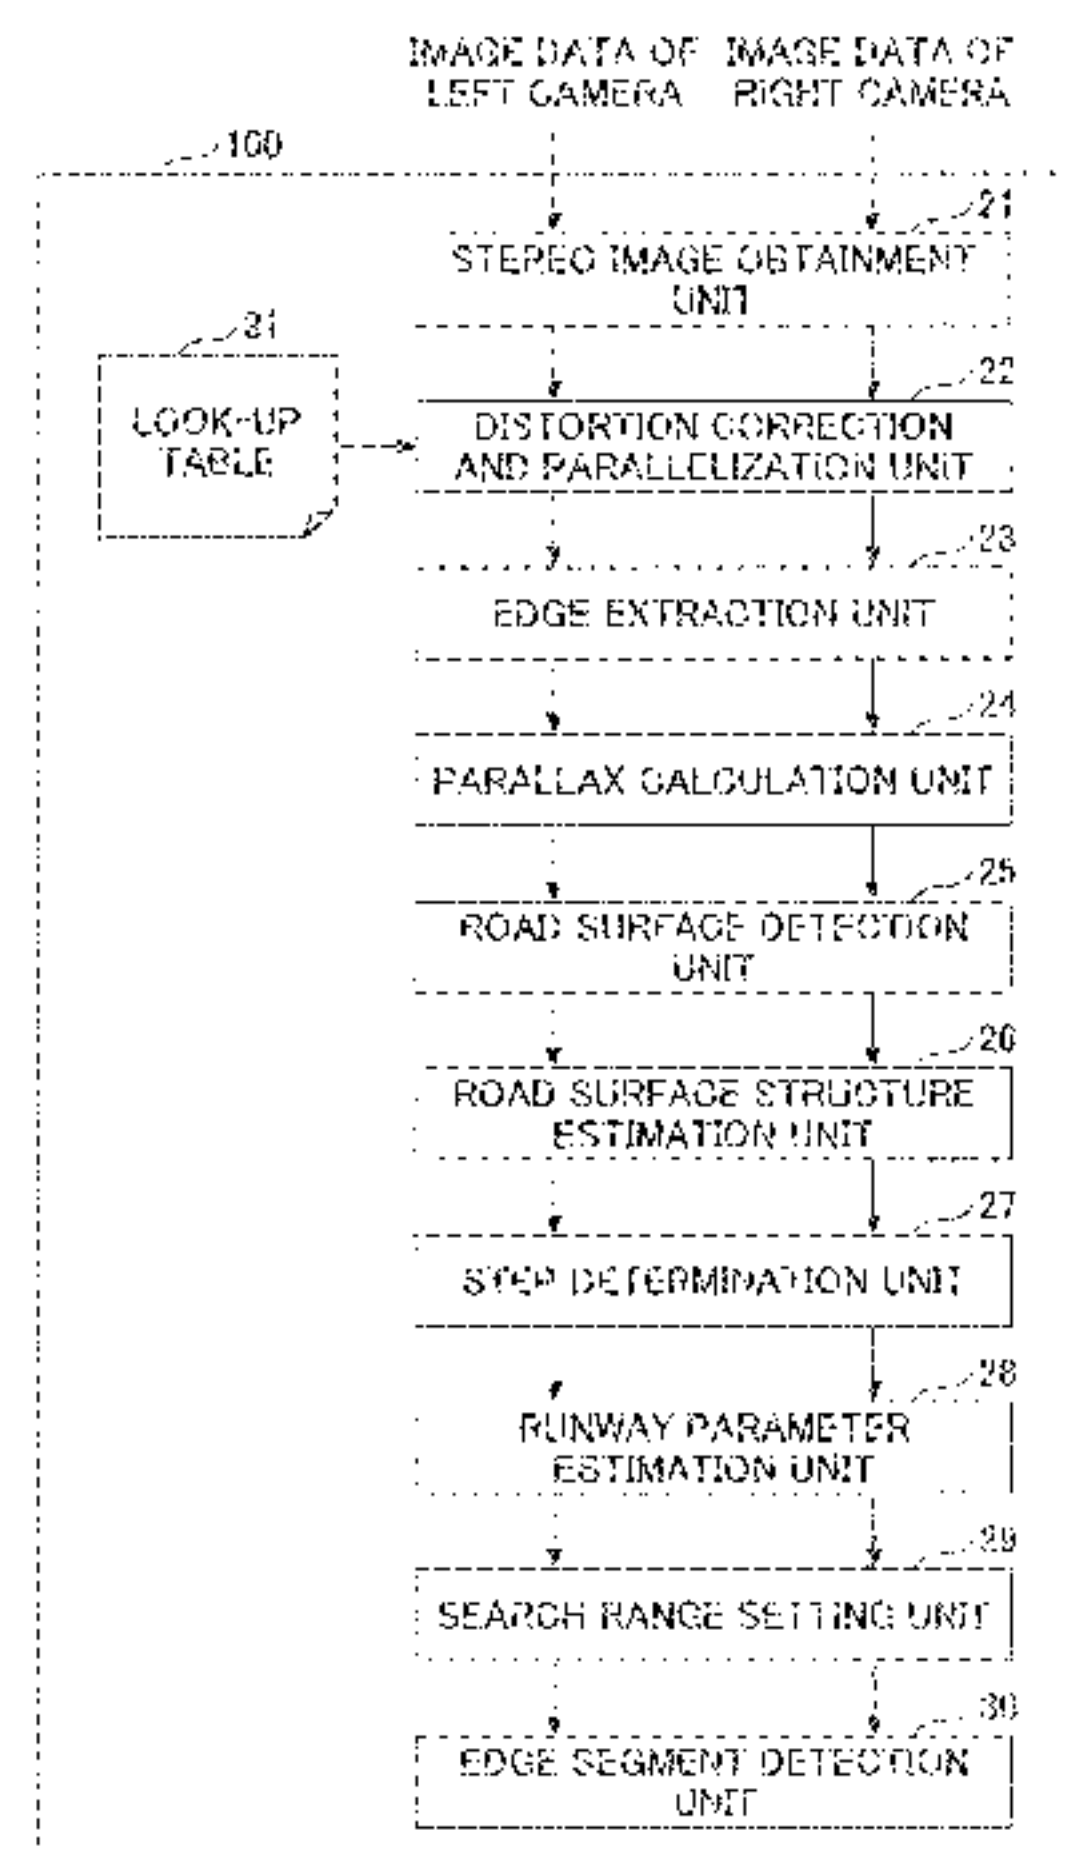 IMAGE DATA OF
LEFT CAMERA
IMAGE DATA OF
RIGHT CAMERA
100
21
STEREO IMAGE OBTAINMENT
UNIT
31
LOOK-UP
TABLE
22
DISTORTION CORRECTION
AND PARALLELIZATION UNIT
23
EDGE EXTRACTION UNIT
24
PARALLAX CALCULATION UNIT
25
ROAD SURFACE DETECTION
UNIT
26
ROAD SURFACE STRUCTURE
ESTIMATION UNIT
27
STEP DETERMINATION UNIT
28
RUNWAY PARAMETER
ESTIMATION UNIT
29
SEARCH RANGE SETTING UNIT
30
EDGE SEGMENT DETECTION
UNIT